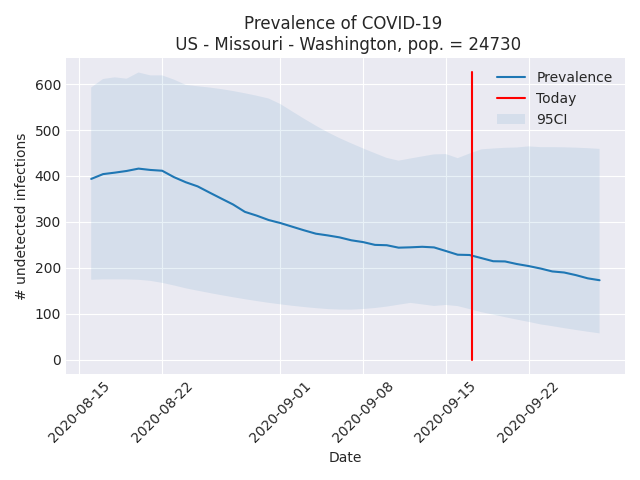 Prevalence of COVID-19
US - Missouri - Washington, pop. = 24730
Prevalence
Today
95CI
# undetected infections
600
500
400
300
200
100
0
2020-08-15
2020-08-22
2020-09-01
2020-09-08
2020-09-15
2020-09-22
Date